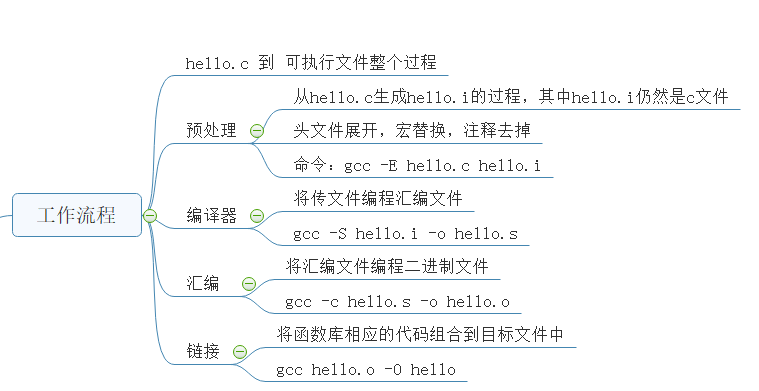 hello.c 到 可执行文件整个过程
从hello.c生成hello.i的过程，其中hello.i仍然是c文件
预处理
头文件展开，宏替换，注释去掉
命令：gcc -E hello.c hello.i
工作流程
将传文件编程汇编文件
编译器
gcc -S hello.i -o hello.s
将汇编文件编程二进制文件
汇编
gcc -c hello.s -o hello.o
将函数库相应的代码组合到目标文件中
链接
gcc hello.o -O hello